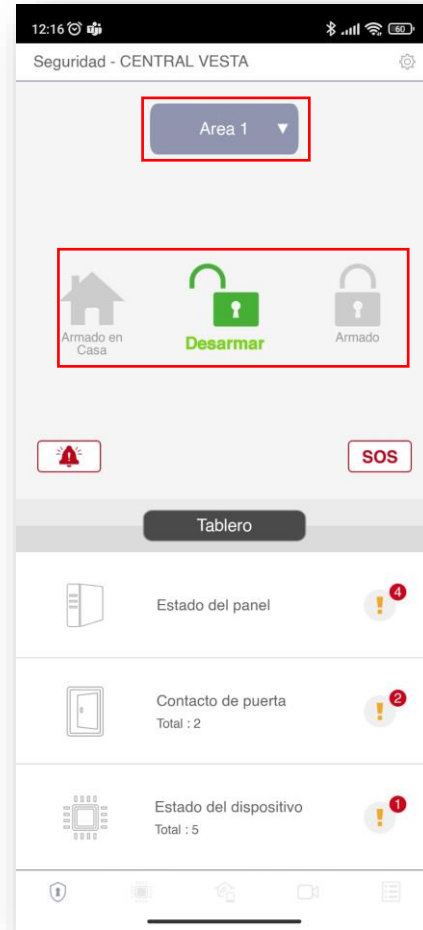 12:16
60
Seguridad - CENTRAL VESTA
Area 1
Armado en
Casa
Desarmar
Armado
SOS
Tablero
Estado del panel
4
Contacto de puerta
2
Total : 2
Estado del dispositivo
1
Total : 5